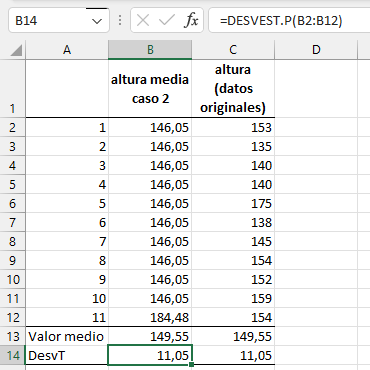 B14 fx =DESVEST.P(B2:B12)
A B C D
1 altura media caso 2 altura (datos originales)
2 1 146,05 153
3 2 146,05 135
4 3 146,05 140
5 4 146,05 140
6 5 146,05 175
7 6 146,05 138
8 7 146,05 145
9 8 146,05 154
10 9 146,05 152
11 10 146,05 159
12 11 184,48 154
13 Valor medio 149,55 149,55
14 DesvT 11,05 11,05